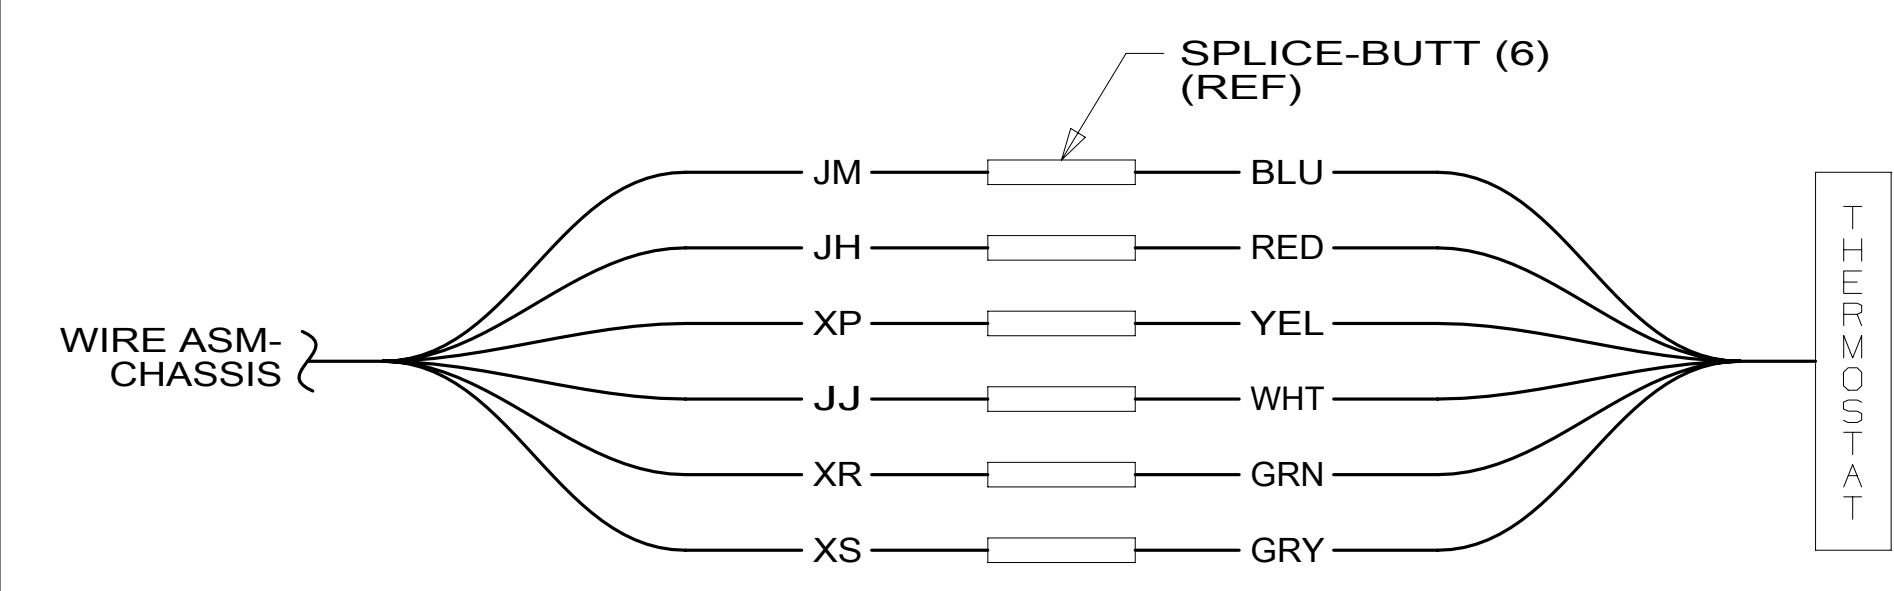 SPLICE-BUTT (6)
(REF)
JM BLU
JH RED
XP YEL
WIRE ASM-
CHASSIS
JJ WHT
XR GRN
XS GRY
THERMOSTAT